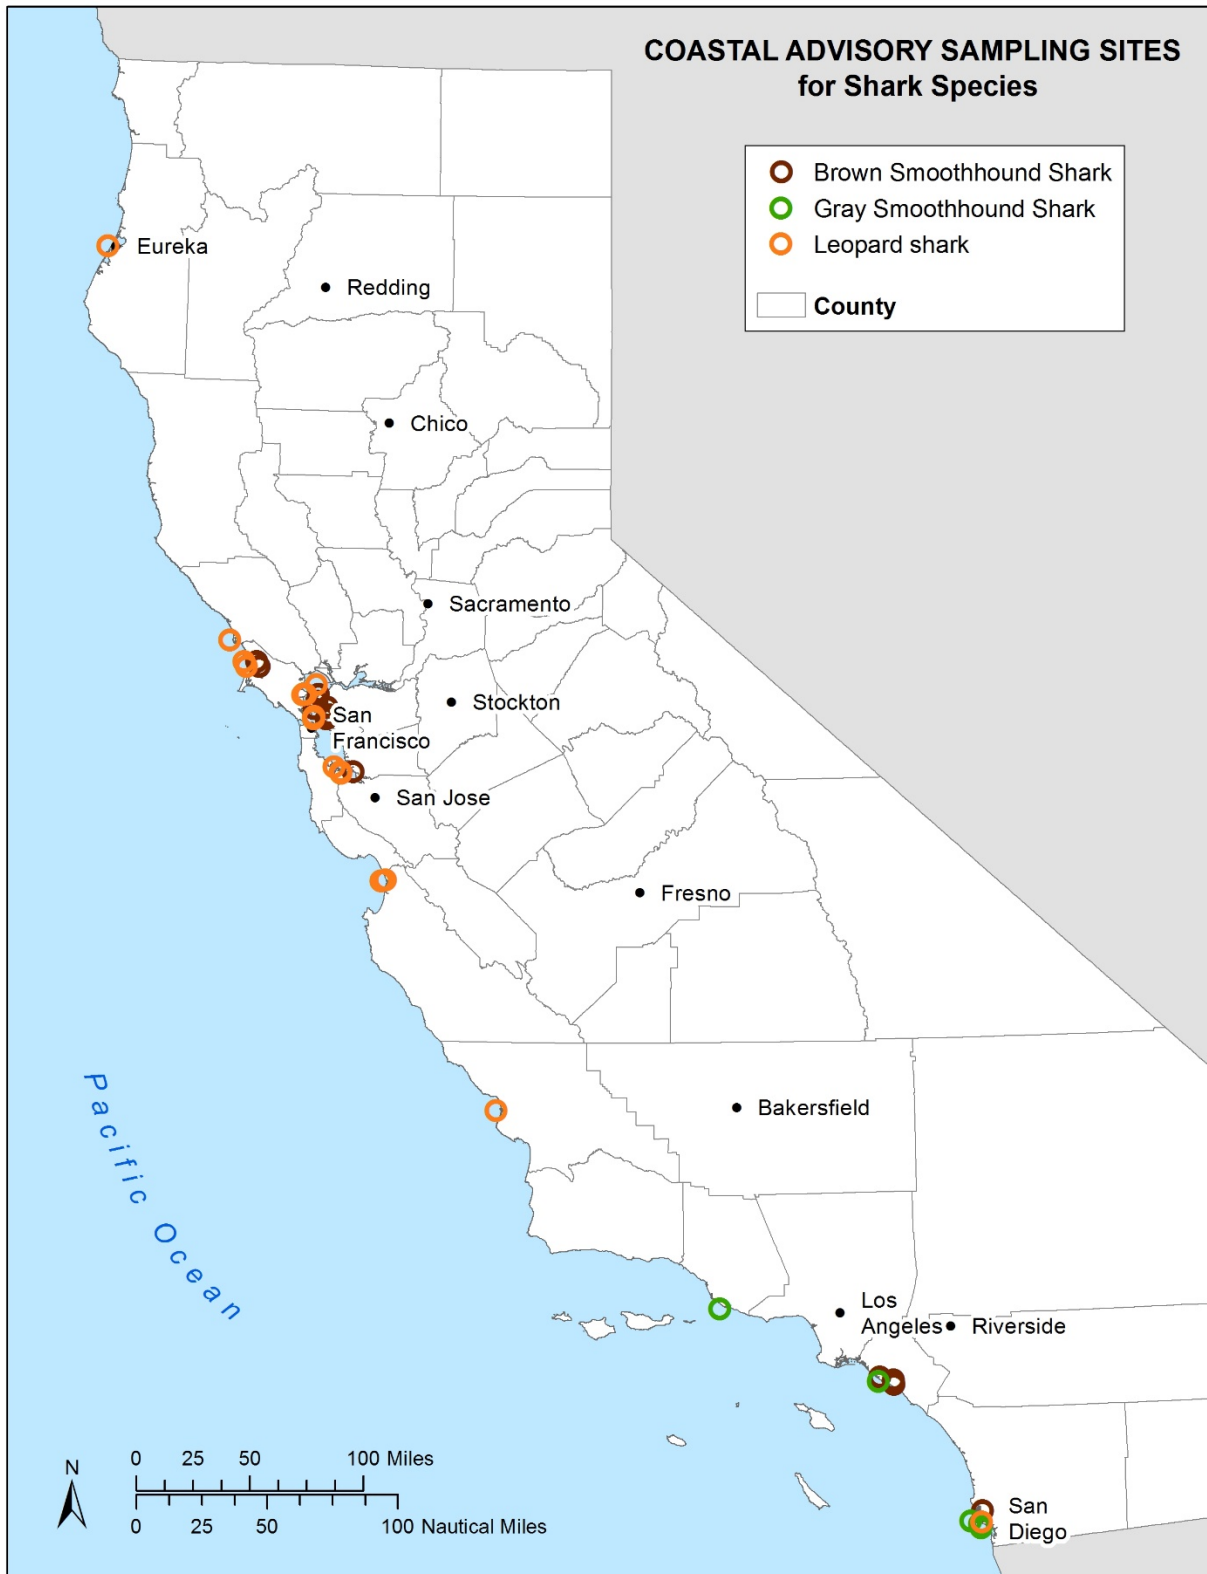 COASTAL ADVISORY SAMPLING SITES
for Shark Species
Brown Smoothhound Shark
Gray Smoothhound Shark
Leopard shark
County
Eureka
Redding
Chico
Sacramento
Stockton
San
Francisco
San Jose
Fresno
Bakersfield
Pacific Ocean
Los
Angeles
Riverside
San
Diego
N
0 25 50 100 Miles
0 25 50 100 Nautical Miles